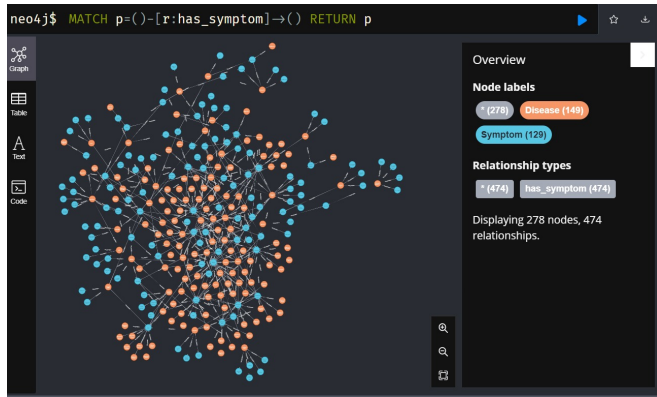 neo4j$ MATCH p=()-[r:has_symptom]→() RETURN p
Graph
Table
Text
Code
Overview
Node labels
* (278) Disease (149)
Symptom (129)
Relationship types
* (474) has_symptom (474)
Displaying 278 nodes, 474
relationships.